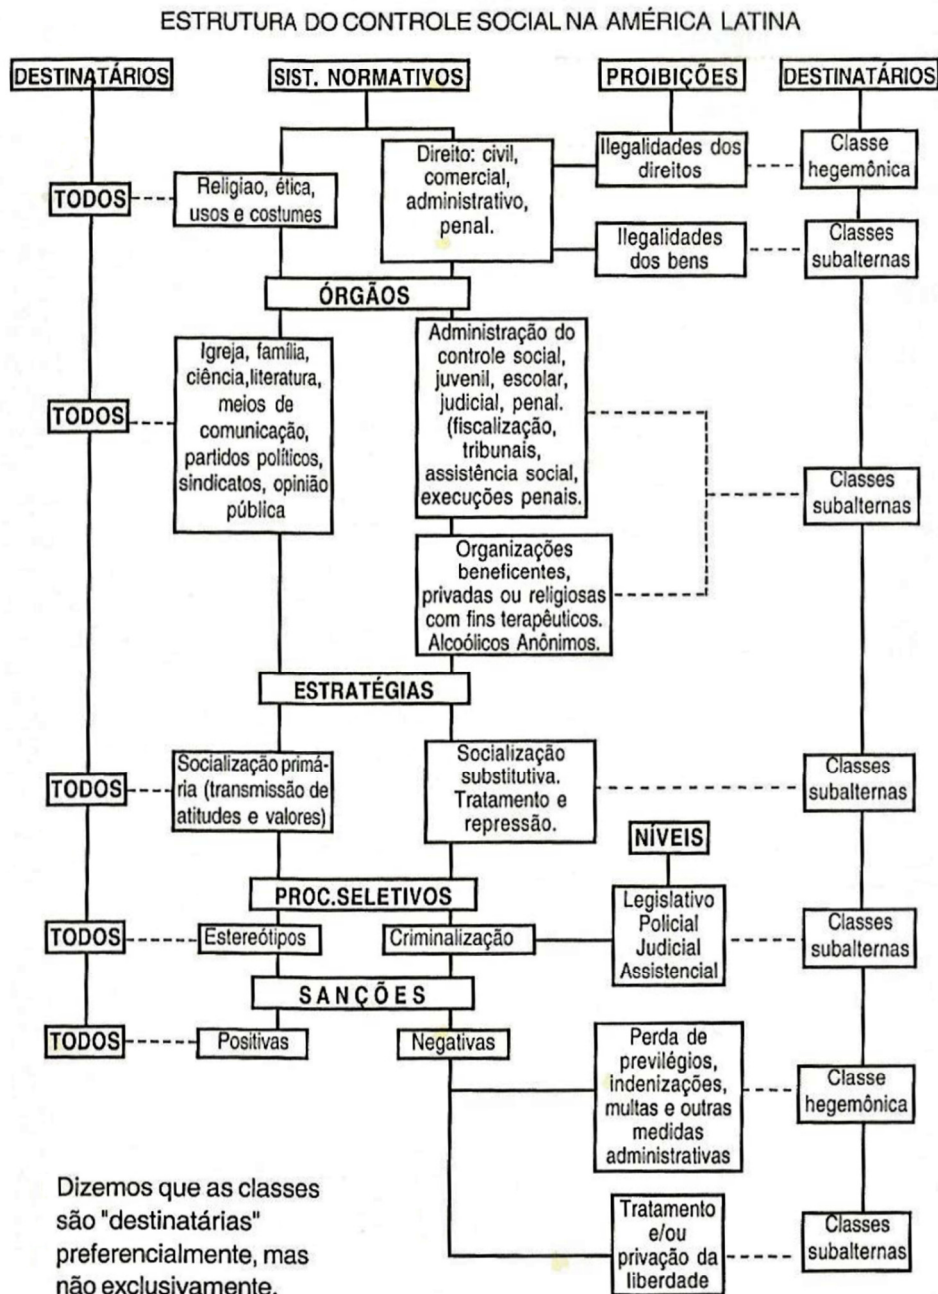 ESTRUTURA DO CONTROLE SOCIAL NA AMÉRICA LATINA
DESTINATÁRIOS
SIST. NORMATIVOS
PROIBIÇÕES
DESTINATÁRIOS
TODOS
Religiao, ética,
usos e costumes
Direito: civil,
comercial,
administrativo,
penal.
Ilegalidades dos
direitos
Classe
hegemônica
Ilegalidades
dos bens
Classes
subalternas
ÓRGÃOS
TODOS
Igreja, família,
ciência,literatura,
meios de
comunicação,
partidos políticos,
sindicatos, opinião
pública
Administração do
controle social,
juvenil, escolar,
judicial, penal.
(fiscalização,
tribunais,
assistência social,
execuções penais.
Classes
subalternas
Organizações
beneficentes,
privadas ou religiosas
com fins terapêuticos.
Alcoólicos Anônimos.
ESTRATÉGIAS
TODOS
Socialização primá-
ria (transmissão de
atitudes e valores)
Socialização
substitutiva.
Tratamento e
repressão.
Classes
subalternas
NÍVEIS
PROC.SELETIVOS
TODOS
Estereótipos
Criminalização
Legislativo
Policial
Judicial
Assistencial
Classes
subalternas
SANÇÕES
TODOS
Positivas
Negativas
Perda de
previlégios,
indenizações,
multas e outras
medidas
administrativas
Classe
hegemônica
Tratamento
e/ou
privação da
liberdade
Classes
subalternas
Dizemos que as classes
são "destinatárias"
preferencialmente, mas
não exclusivamente.